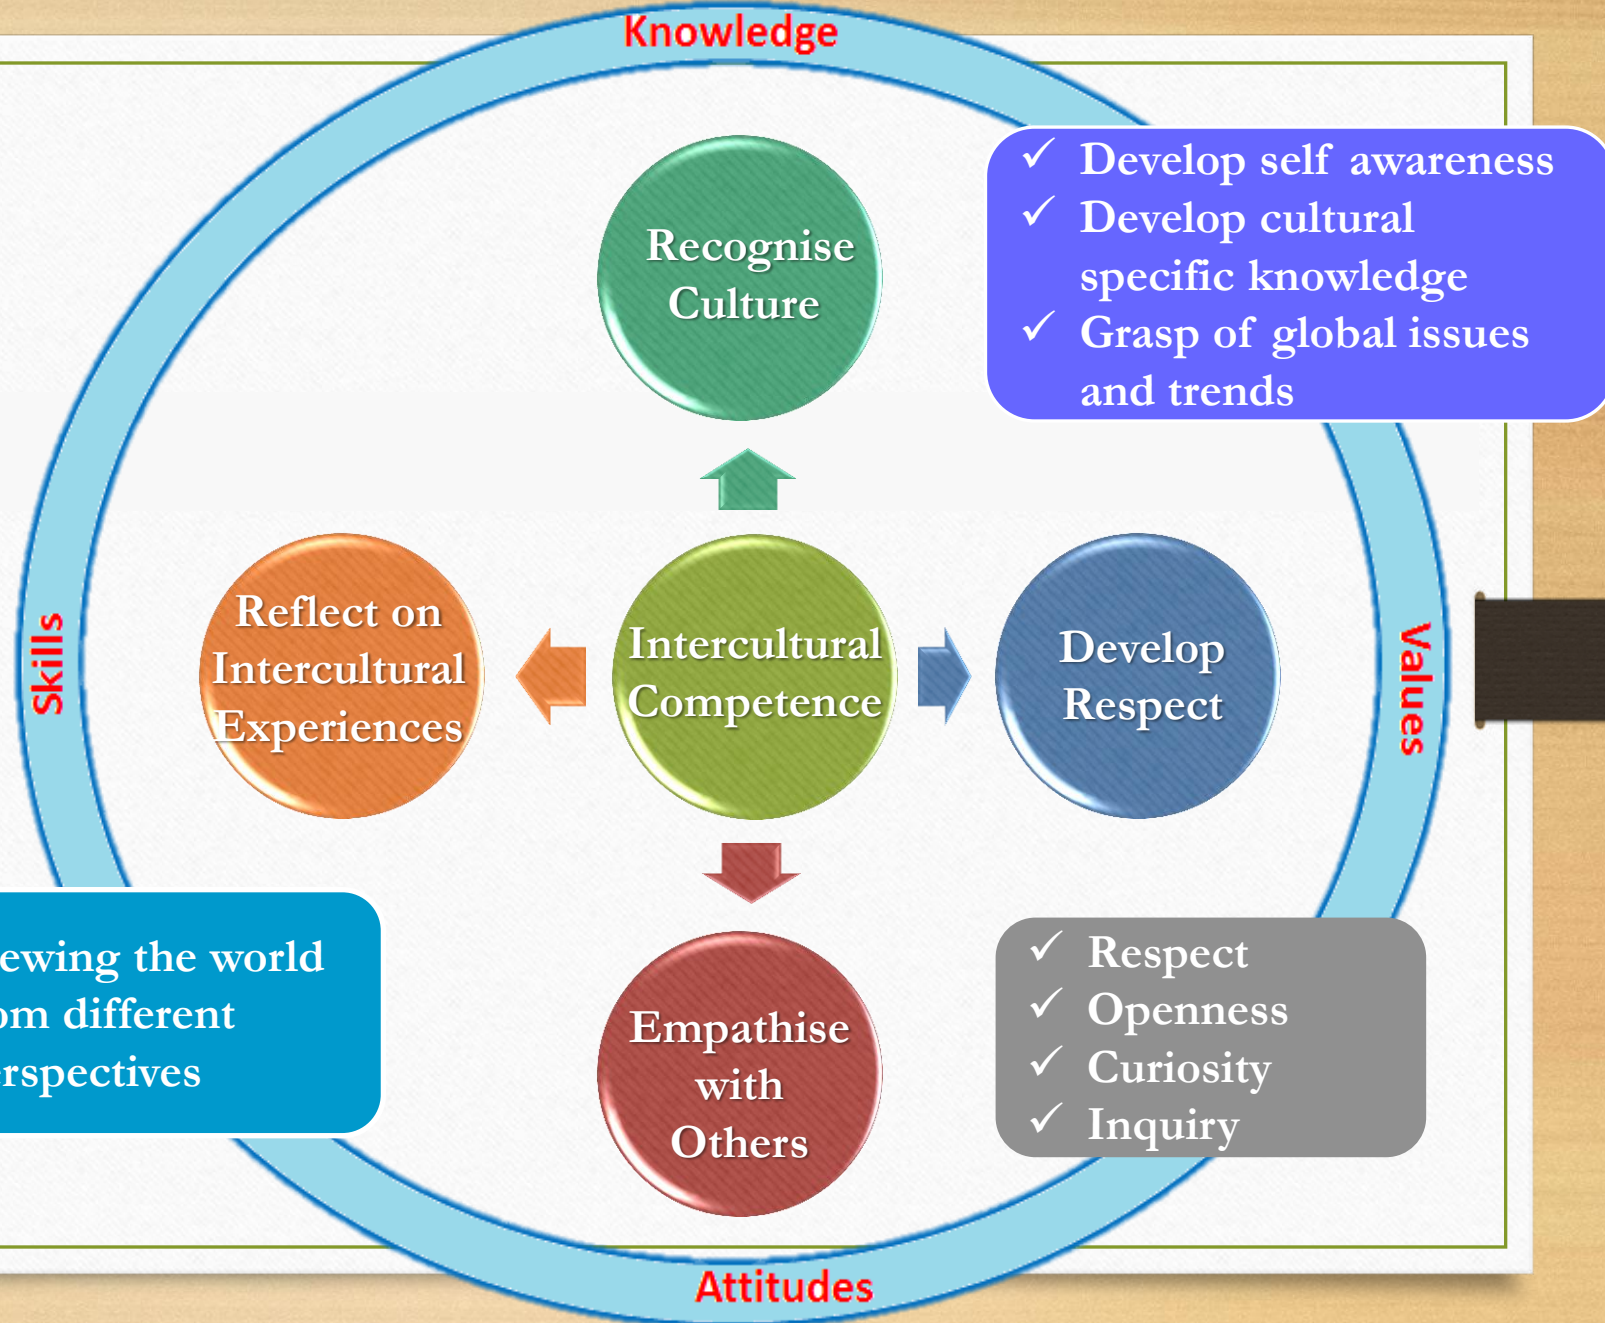 Knowledge
Recognise
Culture
✓ Develop self awareness
✓ Develop cultural
specific knowledge
✓ Grasp of global issues
and trends
Skills
Reflect on
Intercultural
Experiences
Intercultural
Competence
Develop
Respect
Values
ewing the world
om different
erspectives
Empathise
with
Others
✓ Respect
✓ Openness
✓ Curiosity
✓ Inquiry
Attitudes